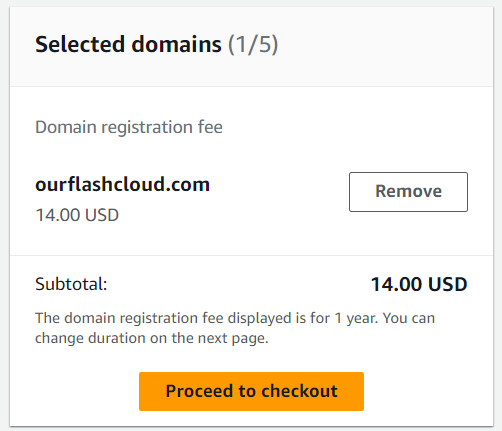 Selected domains (1/5)
Domain registration fee
ourflashcloud.com
14.00 USD
Remove
Subtotal:
14.00 USD
The domain registration fee displayed is for 1 year. You can
change duration on the next page.
Proceed to checkout